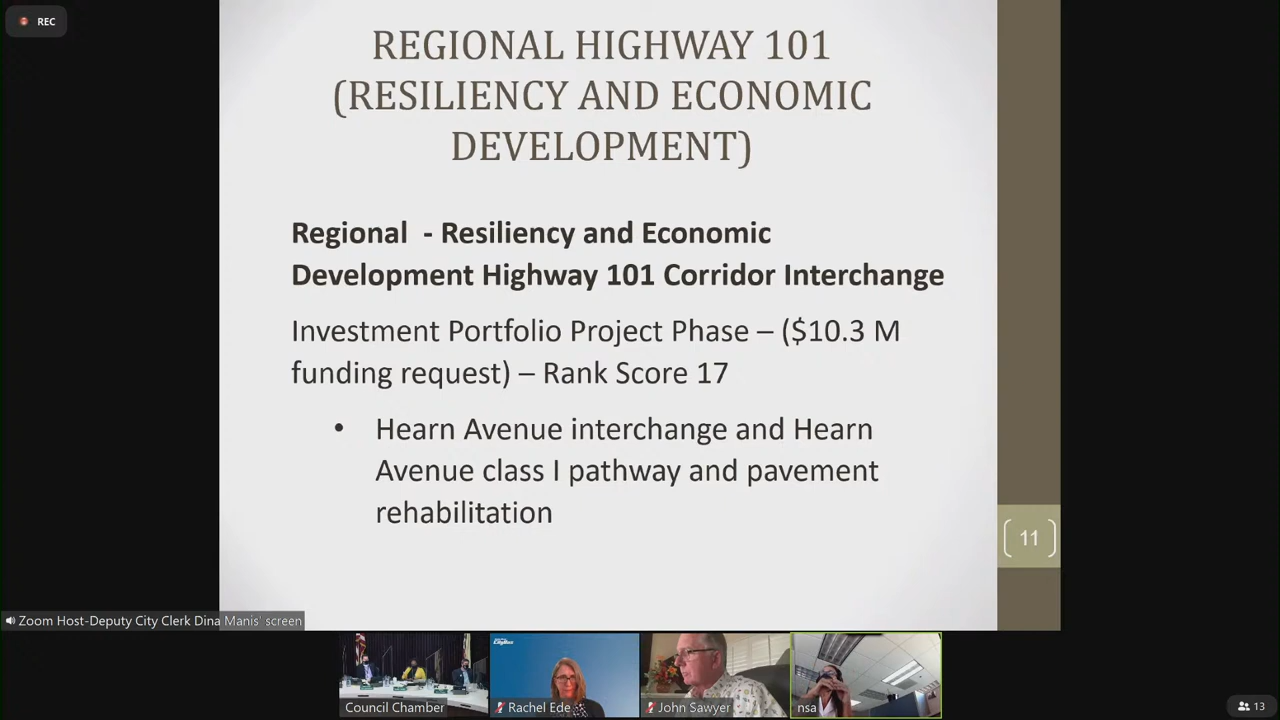 REC
REGIONAL HIGHWAY 101
(RESILIENCY AND ECONOMIC
DEVELOPMENT)
Regional - Resiliency and Economic
Development Highway 101 Corridor Interchange
Investment Portfolio Project Phase – ($10.3 M
funding request) – Rank Score 17
• Hearn Avenue interchange and Hearn
Avenue class I pathway and pavement
rehabilitation
11
Zoom Host-Deputy City Clerk Dina Manis' screen
Council Chamber
Rachel Ede
John Sawyer
nsa
13